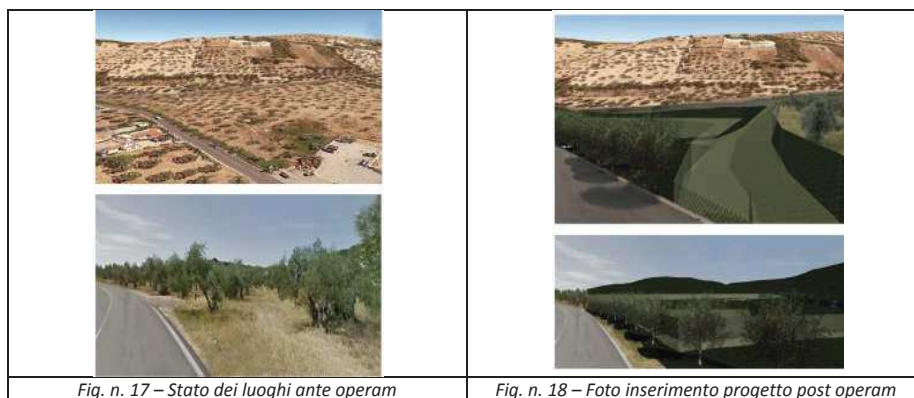 Fig. n. 17 – Stato dei luoghi ante operam
Fig. n. 18 – Foto inserimento progetto post operam